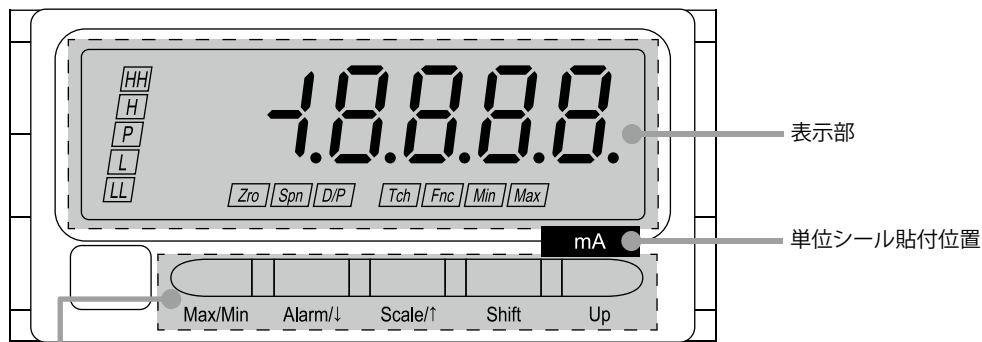 HH
H
P
L
LL
-1.8.8.8.8.
Zro Spn D/P Tch Fnc Min Max
表示部
mA
単位シール貼付位置
Max/Min Alarm/↓ Scale/↑ Shift Up